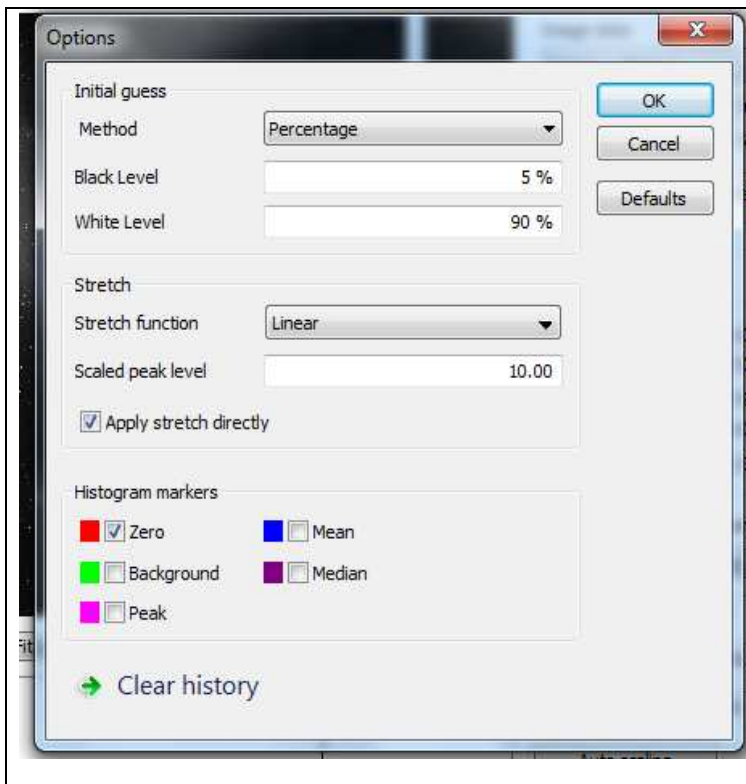 Options
Initial guess
Method
Percentage
Black Level
5 %
White Level
90 %
OK
Cancel
Defaults
Stretch
Stretch function
Linear
Scaled peak level
10.00
Apply stretch directly
Histogram markers
Zero
Mean
Background
Median
Peak
Clear history
Fit